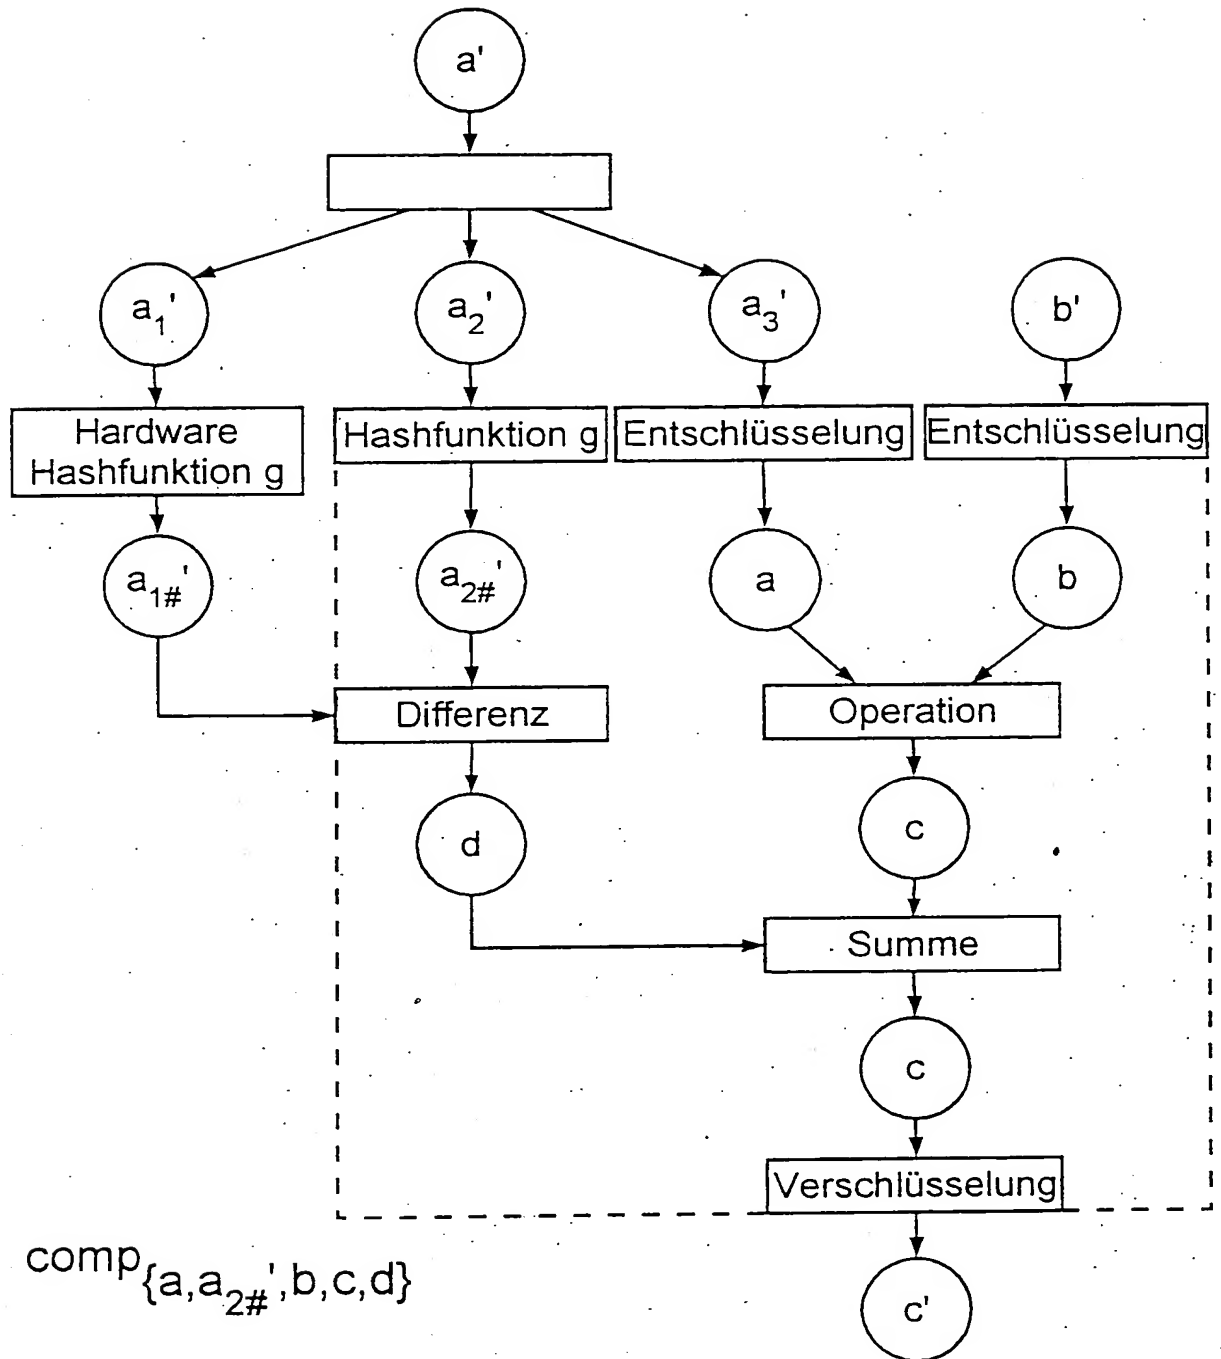 a'
a₁'
a₂'
a₃'
b'
Hardware
Hashfunktion g
Hashfunktion g
Entschlüsselung
Entschlüsselung
a₁#'
a₂#'
a
b
Differenz
Operation
d
c
Summe
c
Verschlüsselung
comp{a,a₂#',b,c,d}
c'